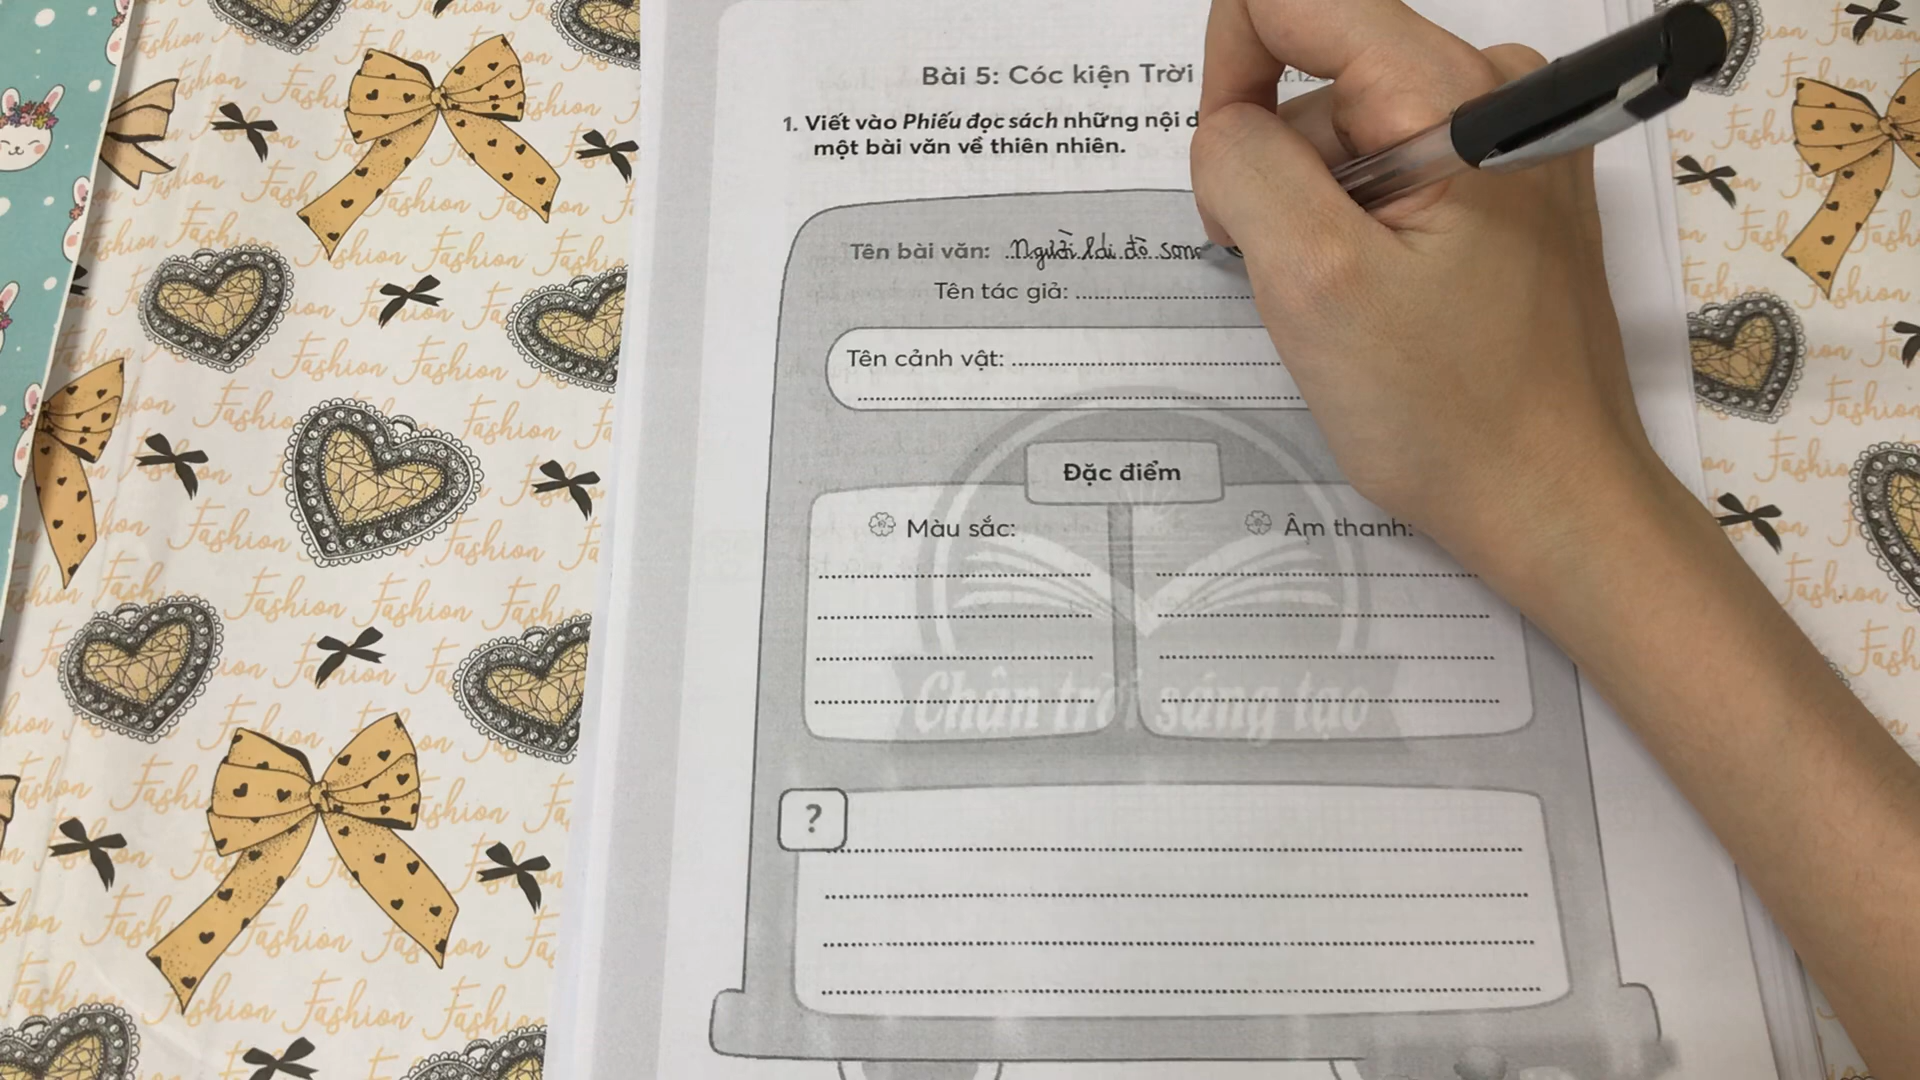 Bài 5: Cóc kiện Trời
1. Viết vào Phiếu đọc sách những nội
một bài văn về thiên nhiên.
Tên bài văn: Người lái đò
Tên tác giả:
Tên cảnh vật:
Đặc điểm
Màu sắc: Âm thanh:
Chân trời sáng tạo
?
Fashion